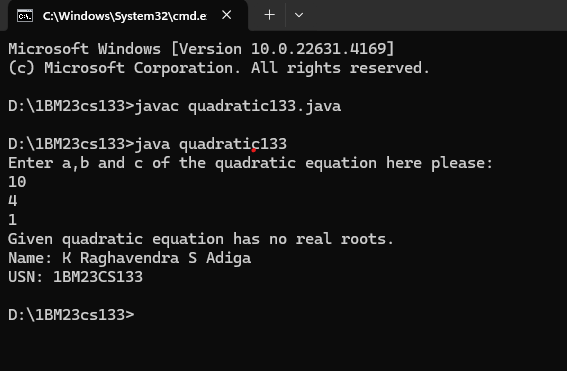 C:\Windows\System32\cmd.e
Microsoft Windows [Version 10.0.22631.4169]
(c) Microsoft Corporation. All rights reserved.
D:\1BM23cs133>javac quadratic133.java
D:\1BM23cs133>java quadratic133
Enter a,b and c of the quadratic equation here please:
10
4
1
Given quadratic equation has no real roots.
Name: K Raghavendra S Adiga
USN: 1BM23CS133
D:\1BM23cs133>